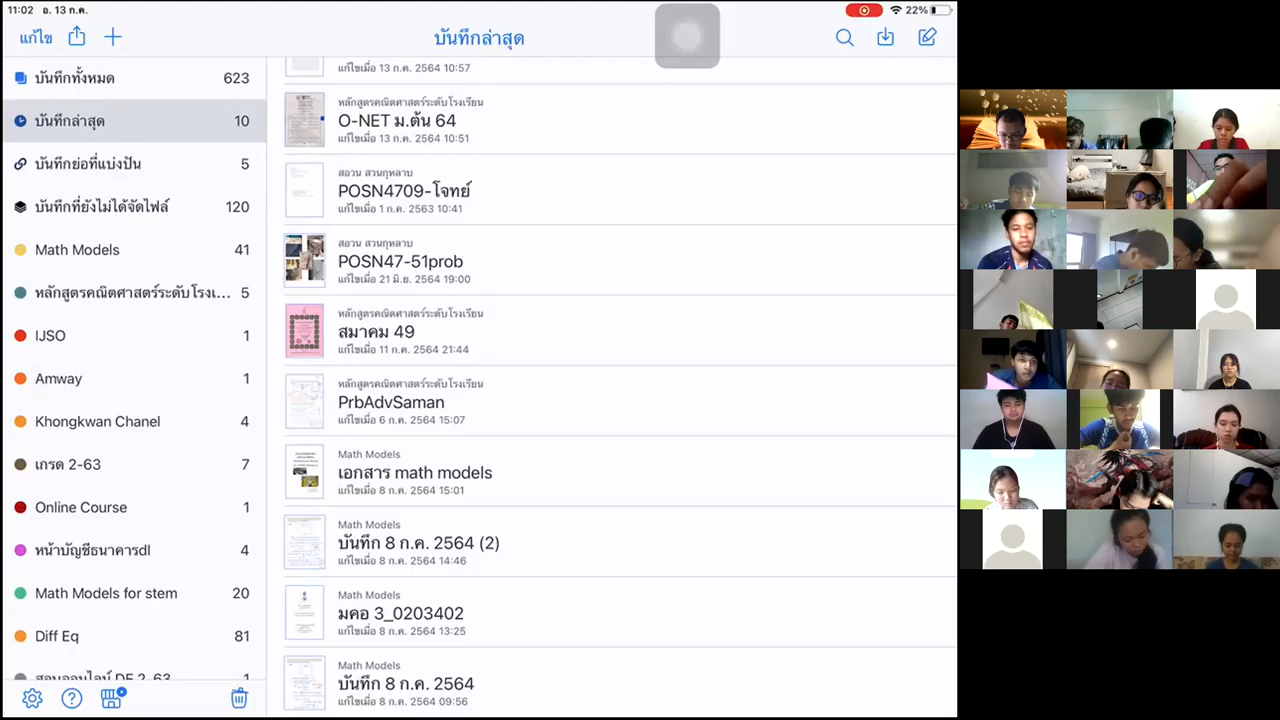 11:02 อ. 13 ก.ค.
22%
แก้ไข
บันทึกล่าสุด
บันทึกทั้งหมด 623
บันทึกล่าสุด 10
บันทึกย่อที่แบ่งปัน 5
บันทึกที่ยังไม่ได้จัดไฟล์ 120
Math Models 41
หลักสูตรคณิตศาสตร์ระดับโรงเ... 5
IJSO 1
Amway 1
Khongkwan Chanel 4
เกรด 2-63 7
Online Course 1
หน้าบัญชีธนาคารdl 4
Math Models for stem 20
Diff Eq 81
สอนออนไลน์ DE 2-63 1
แก้ไขเมื่อ 13 ก.ค. 2564 10:57
หลักสูตรคณิตศาสตร์ระดับโรงเรียน
O-NET ม.ต้น 64
แก้ไขเมื่อ 13 ก.ค. 2564 10:51
สอวน สวนกุหลาบ
POSN4709-โจทย์
แก้ไขเมื่อ 1 ก.ค. 2563 10:41
สอวน สวนกุหลาบ
POSN47-51prob
แก้ไขเมื่อ 21 มิ.ย. 2564 19:00
หลักสูตรคณิตศาสตร์ระดับโรงเรียน
สมาคม 49
แก้ไขเมื่อ 11 ก.ค. 2564 21:44
หลักสูตรคณิตศาสตร์ระดับโรงเรียน
PrbAdvSaman
แก้ไขเมื่อ 6 ก.ค. 2564 15:07
Math Models
เอกสาร math models
แก้ไขเมื่อ 8 ก.ค. 2564 15:01
Math Models
บันทึก 8 ก.ค. 2564 (2)
แก้ไขเมื่อ 8 ก.ค. 2564 14:46
Math Models
มคอ 3_0203402
แก้ไขเมื่อ 8 ก.ค. 2564 13:25
Math Models
บันทึก 8 ก.ค. 2564
แก้ไขเมื่อ 8 ก.ค. 2564 09:56